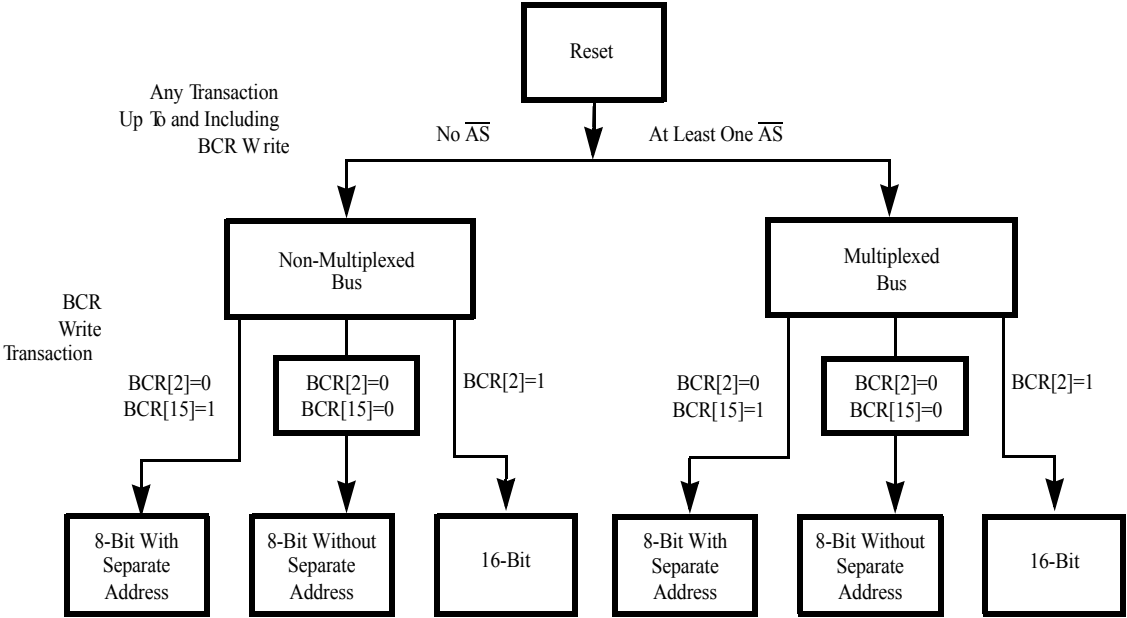 Reset
Any Transaction
Up To and Including
BCR Write
No A̅S̅
At Least One A̅S̅
Non-Multiplexed
Bus
Multiplexed
Bus
BCR
Write
Transaction
BCR[2]=0
BCR[15]=1
BCR[2]=0
BCR[15]=0
BCR[2]=1
BCR[2]=0
BCR[15]=1
BCR[2]=0
BCR[15]=0
BCR[2]=1
8-Bit With
Separate
Address
8-Bit Without
Separate
Address
16-Bit
8-Bit With
Separate
Address
8-Bit Without
Separate
Address
16-Bit